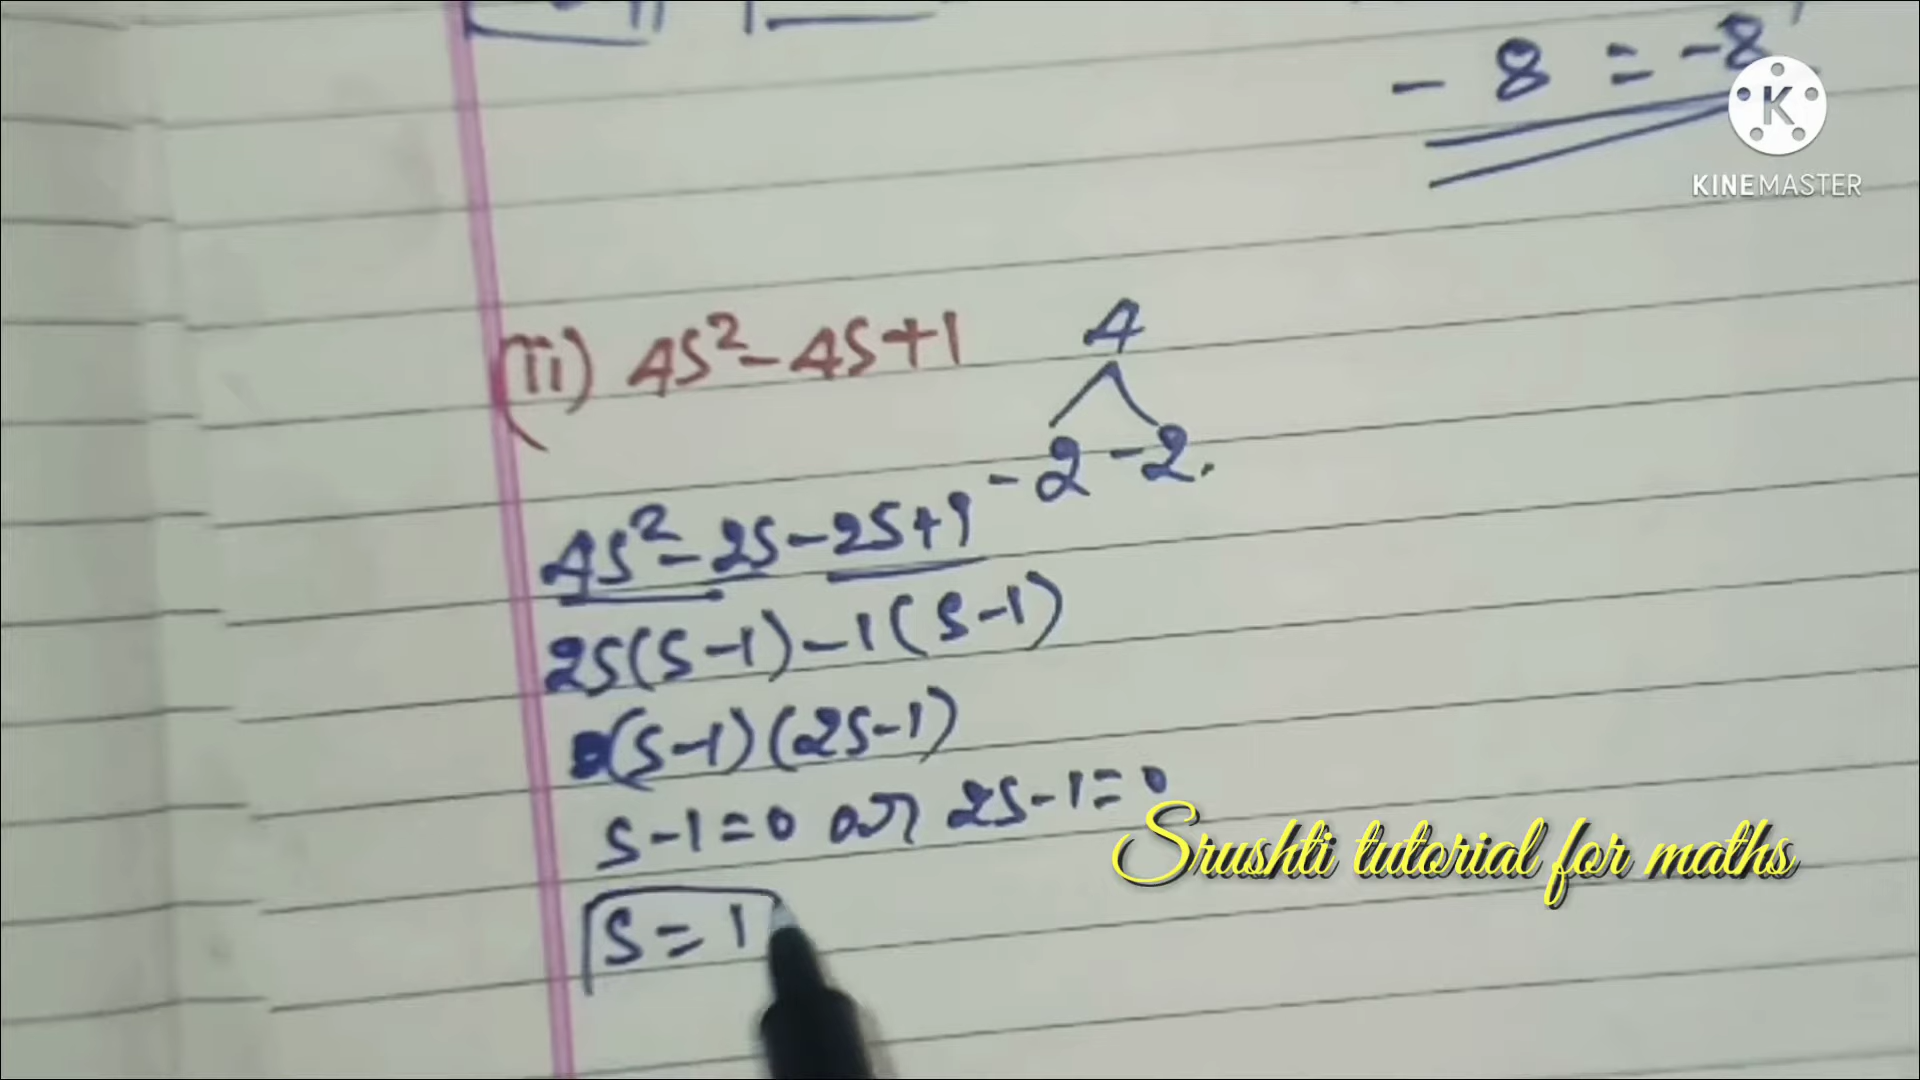 - 8 = -8
KINEMASTER
(ii) 4S² - 4S + 1
4
-2 -2.
4S² - 2S - 2S + 1
2S(S-1) - 1(S-1)
(S-1)(2S-1)
S-1=0 or 2S-1=0
Srushti tutorial for maths
S = 1